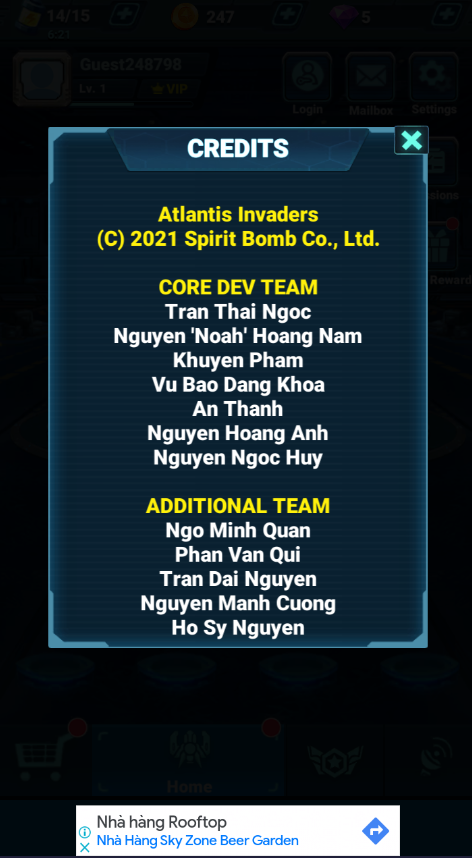 14/15
247
5
6:21
Guest248798
Lv. 1
VIP
Login
Mailbox
Settings
CREDITS
Atlantis Invaders
(C) 2021 Spirit Bomb Co., Ltd.
CORE DEV TEAM
Tran Thai Ngoc
Nguyen 'Noah' Hoang Nam
Khuyen Pham
Vu Bao Dang Khoa
An Thanh
Nguyen Hoang Anh
Nguyen Ngoc Huy
ADDITIONAL TEAM
Ngo Minh Quan
Phan Van Qui
Tran Dai Nguyen
Nguyen Manh Cuong
Ho Sy Nguyen
Home
Nhà hàng Rooftop
Nhà Hàng Sky Zone Beer Garden